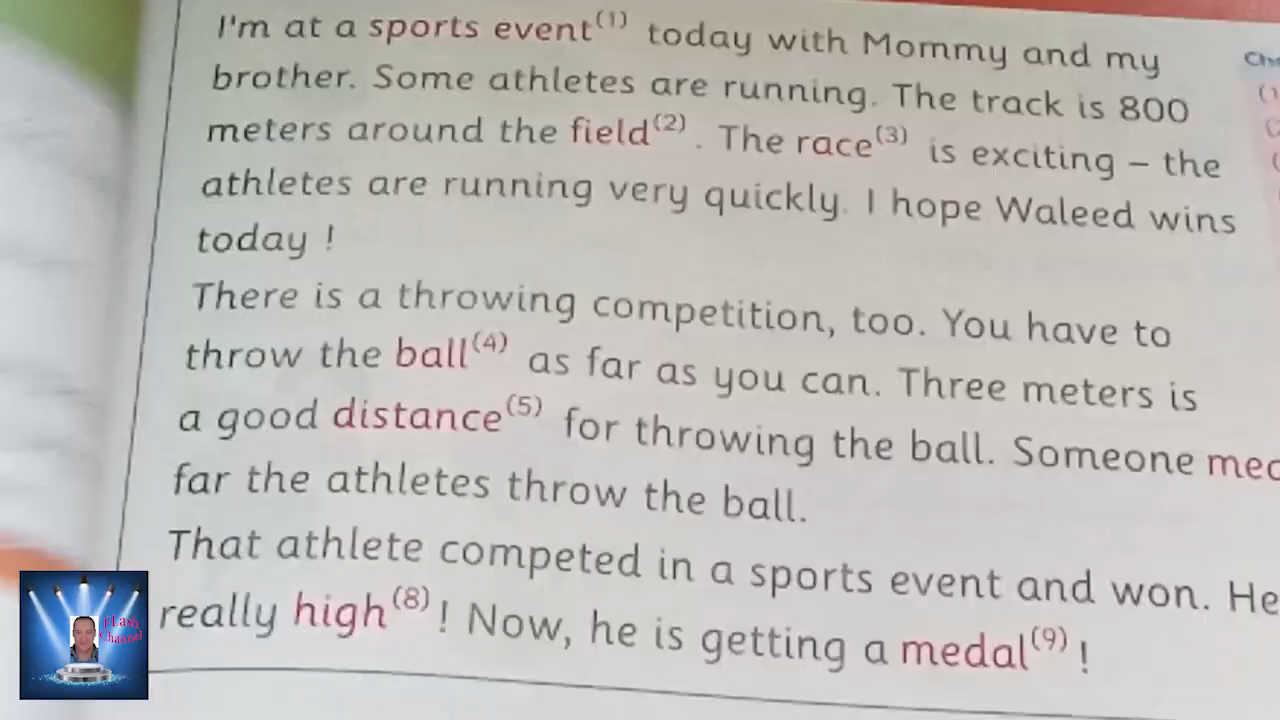 I'm at a sports event(1) today with Mommy and my
brother. Some athletes are running. The track is 800
meters around the field(2). The race(3) is exciting – the
athletes are running very quickly. I hope Waleed wins
today !
There is a throwing competition, too. You have to
throw the ball(4) as far as you can. Three meters is
a good distance(5) for throwing the ball. Someone
far the athletes throw the ball.
That athlete competed in a sports event and won. He
really high(8) ! Now, he is getting a medal(9) !
FLash
Channel